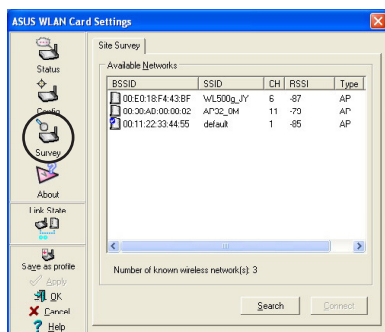 ASUS WLAN Card Settings
Status
Config
Survey
About
Link State
Save as profile
Apply
OK
Cancel
Help
Site Survey
Available Networks
BSSID SSID CH RSSI Type
00:E0:18:F4:43:BF WL500g_JY 6 -87 AP
00:30:AD:00:00:02 11 -79 AP
00:11:22:33:44:55 default 1 -85 AP
Number of known wireless network(s): 3
Search
Connect